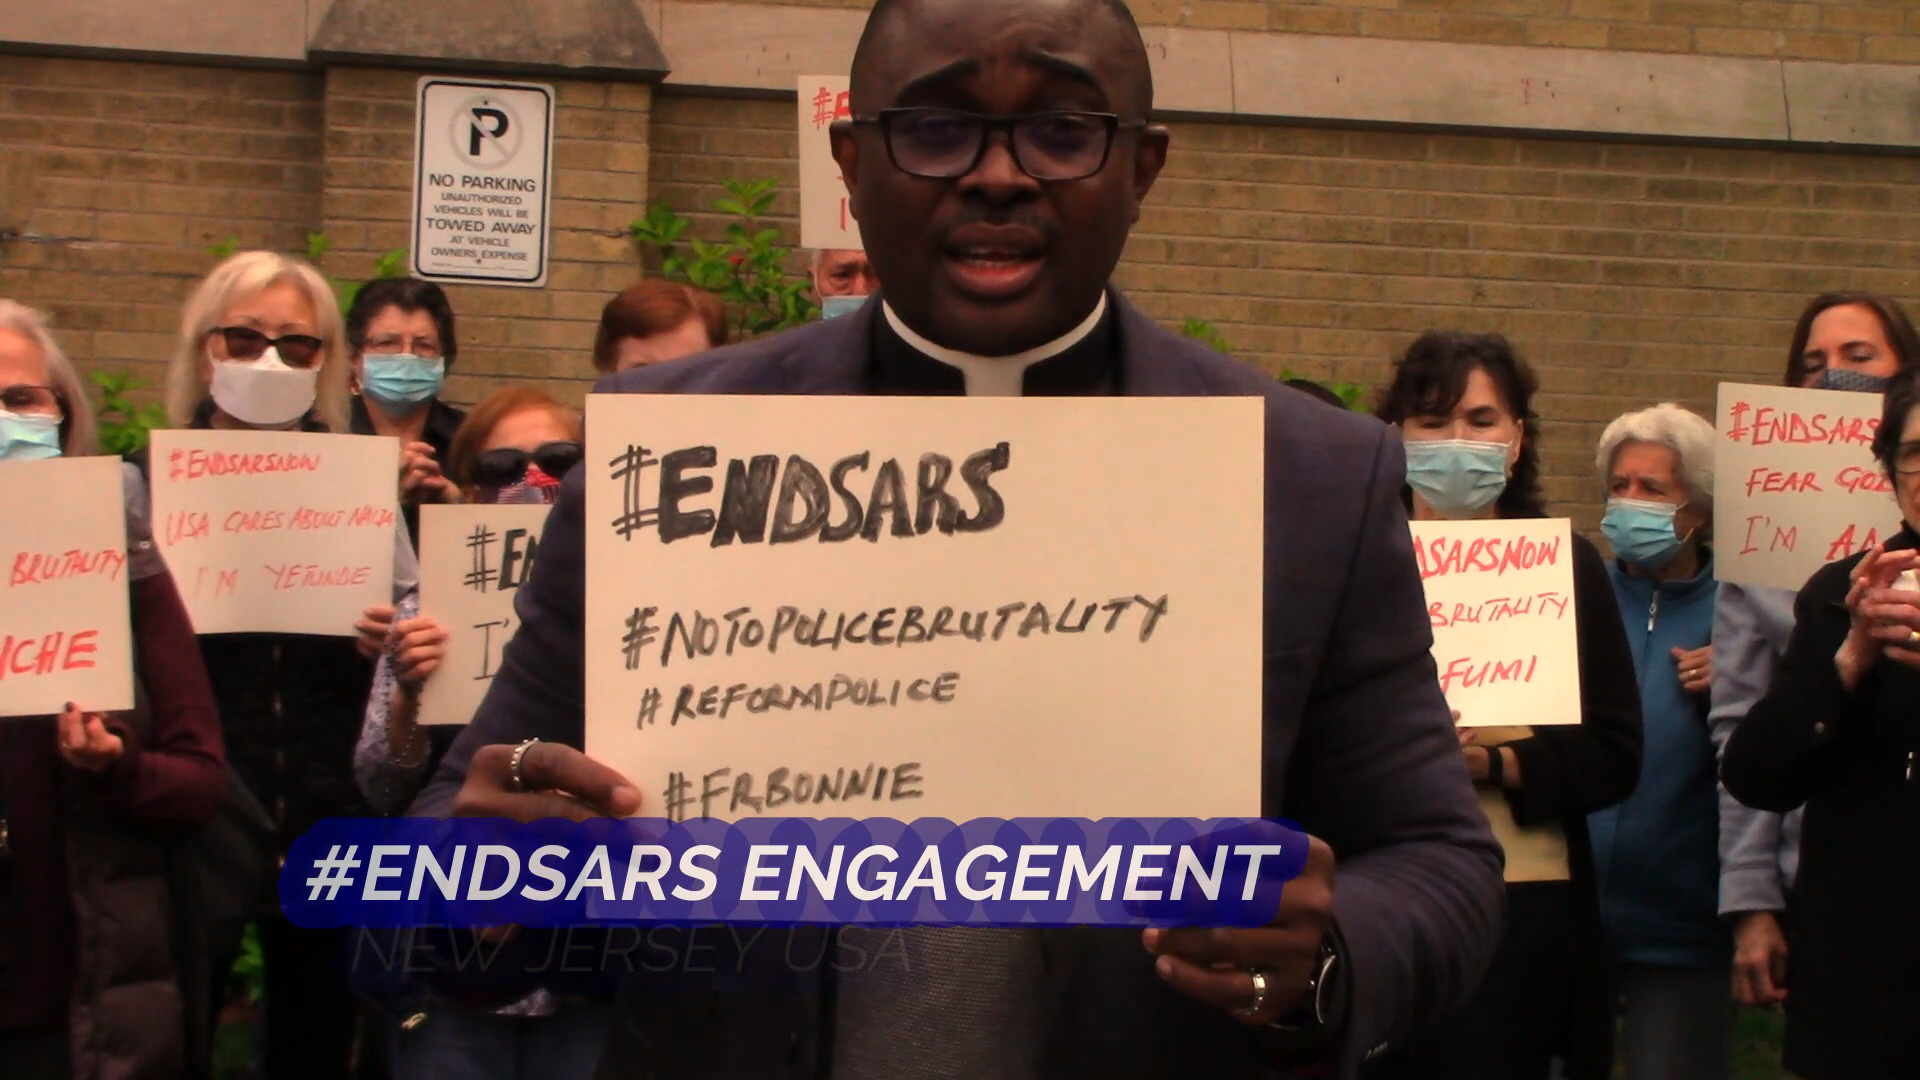 NO PARKING
UNAUTHORIZED
VEHICLES WILL BE
TOWED AWAY
AT VEHICLE
OWNERS EXPENSE
BRUTALITY
#ENDSARSNOW
USA CARES ABOUT NAIJA
I'M YETUNDE
I'
#ENDSARS
#NOTOPOLICEBRUTALITY
#REFORMPOLICE
#FRBONNIE
BRUTALITY
FUMI
#ENDSARS
FEAR
I'M
#ENDSARS ENGAGEMENT
NEW JERSEY USA